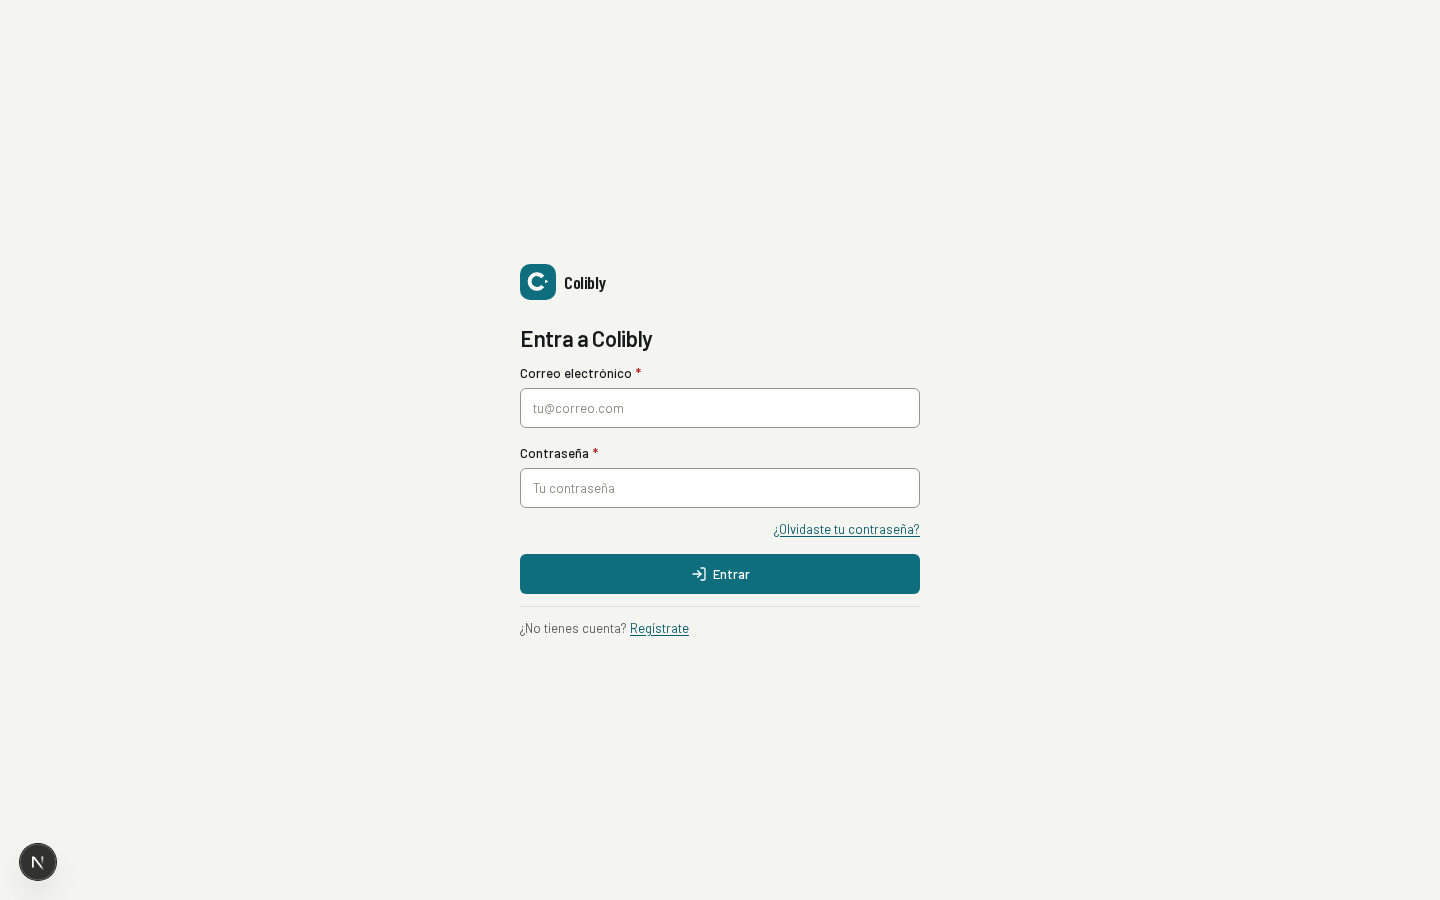 Colibly
Entra a Colibly
Correo electrónico *
tu@correo.com
Contraseña *
Tu contraseña
¿Olvidaste tu contraseña?
Entrar
¿No tienes cuenta? Regístrate
N